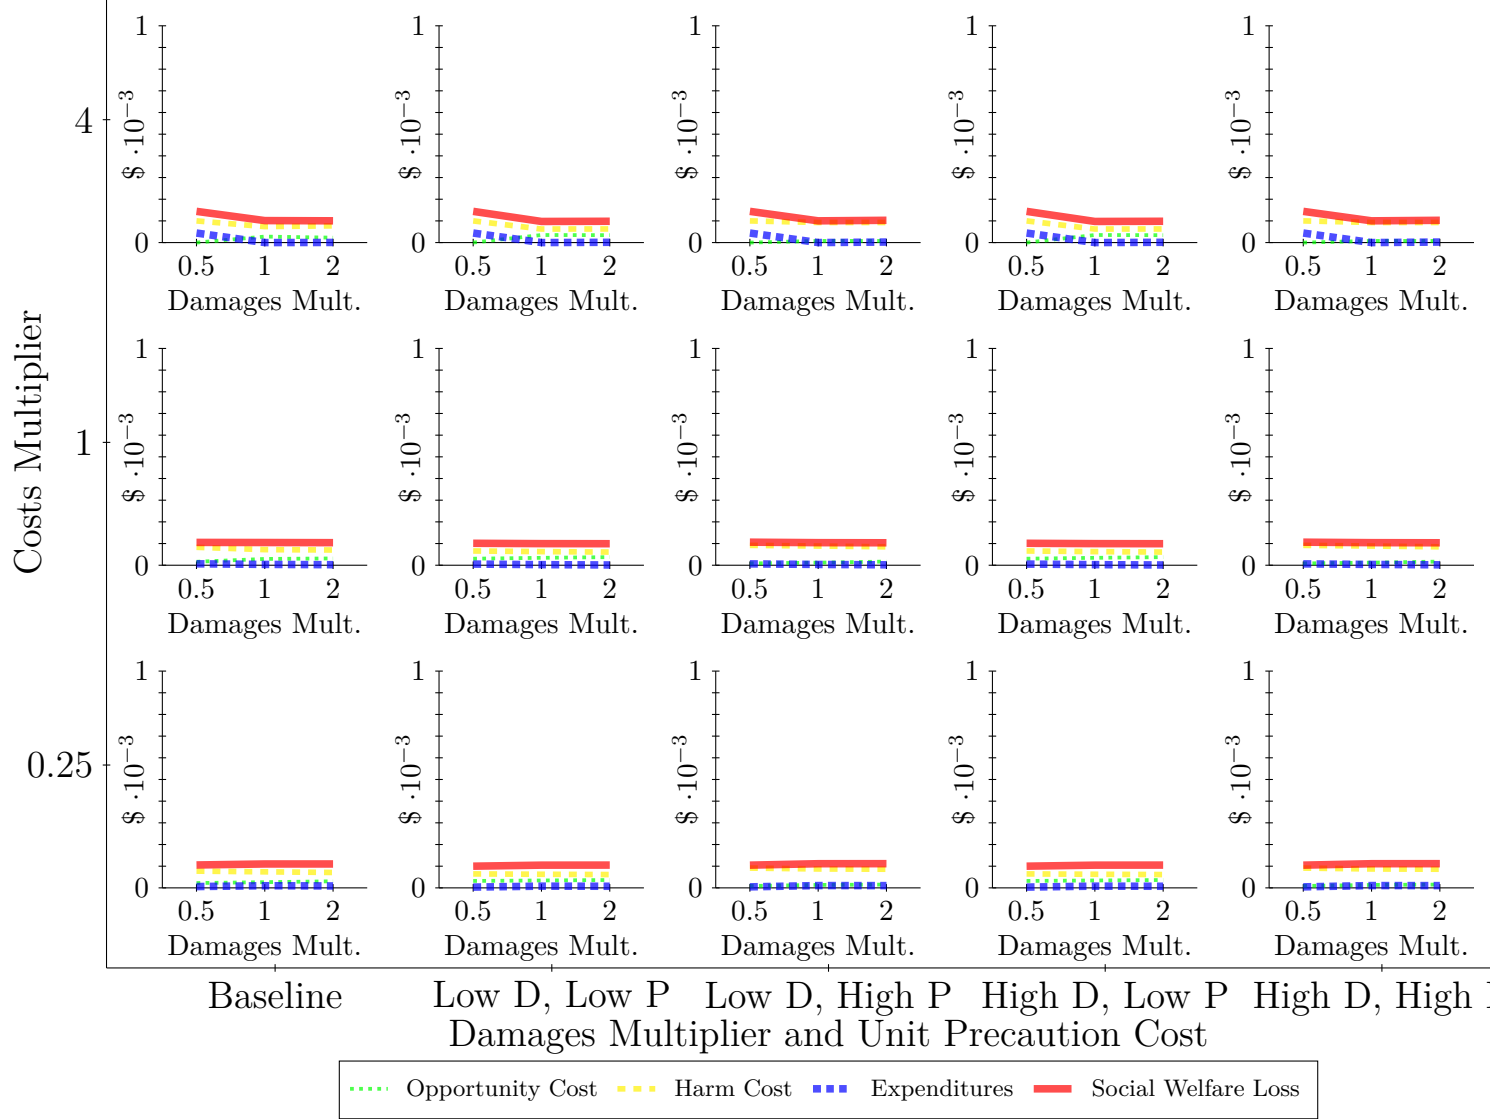 Costs Multiplier
4
1
0.25
1
$ ·10−3
0
0.5 1 2
Damages Mult.
1
$ ·10−3
0
0.5 1 2
Damages Mult.
1
$ ·10−3
0
0.5 1 2
Damages Mult.
1
$ ·10−3
0
0.5 1 2
Damages Mult.
1
$ ·10−3
0
0.5 1 2
Damages Mult.
1
$ ·10−3
0
0.5 1 2
Damages Mult.
1
$ ·10−3
0
0.5 1 2
Damages Mult.
1
$ ·10−3
0
0.5 1 2
Damages Mult.
1
$ ·10−3
0
0.5 1 2
Damages Mult.
1
$ ·10−3
0
0.5 1 2
Damages Mult.
1
$ ·10−3
0
0.5 1 2
Damages Mult.
1
$ ·10−3
0
0.5 1 2
Damages Mult.
1
$ ·10−3
0
0.5 1 2
Damages Mult.
1
$ ·10−3
0
0.5 1 2
Damages Mult.
1
$ ·10−3
0
0.5 1 2
Damages Mult.
Baseline Low D, Low P Low D, High P High D, Low P High D, High
Damages Multiplier and Unit Precaution Cost
Opportunity Cost Harm Cost Expenditures Social Welfare Loss